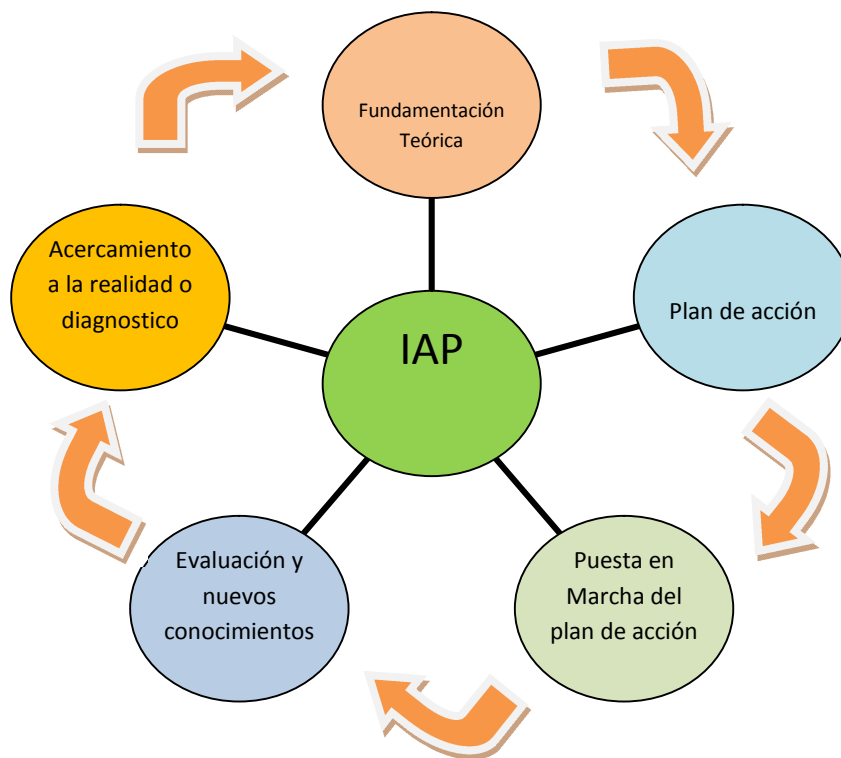 Fundamentación
Teórica
Acercamiento
a la realidad o
diagnostico
Plan de acción
IAP
Evaluación y
nuevos
conocimientos
Puesta en
Marcha del
plan de acción